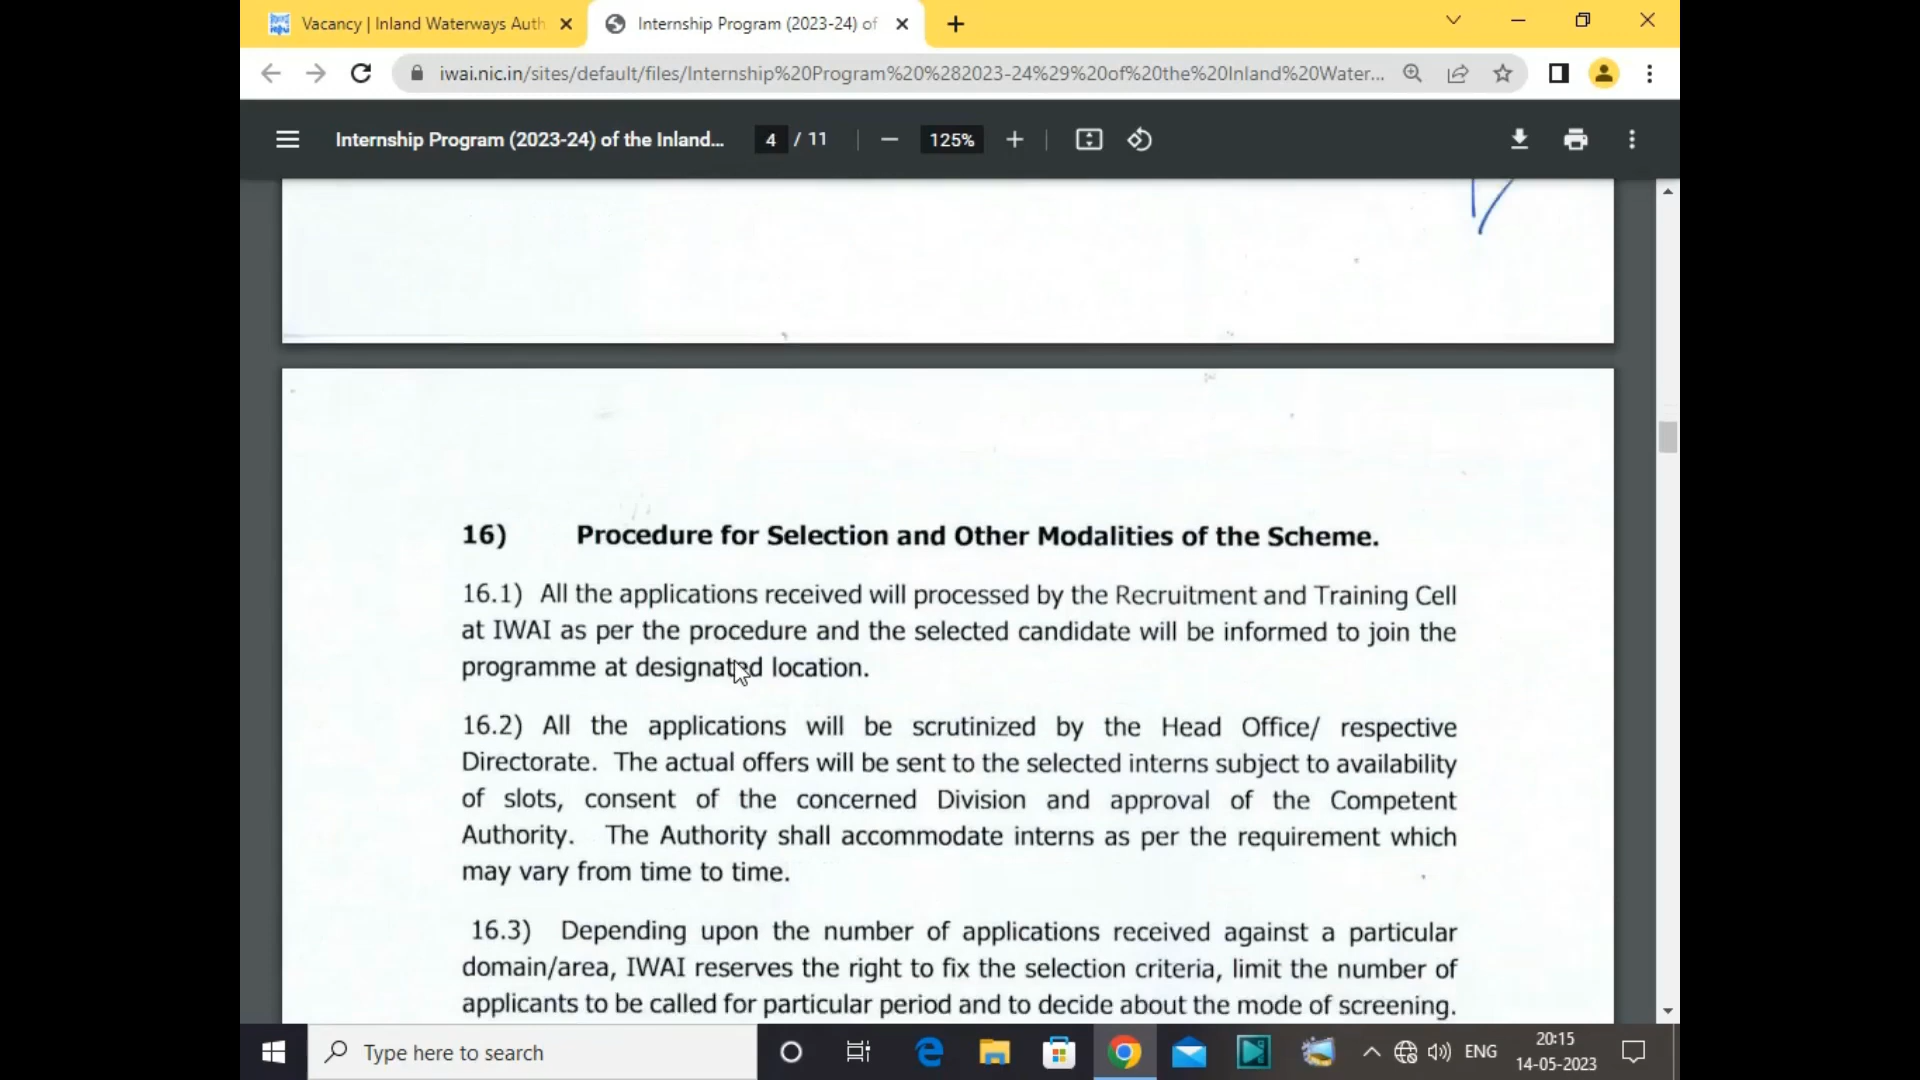 Vacancy | Inland Waterways Auth
Internship Program (2023-24) of
iwai.nic.in/sites/default/files/Internship%20Program%20%282023-24%29%20of%20the%20Inland%20Water...
Internship Program (2023-24) of the Inland...
4 / 11
125%
16) Procedure for Selection and Other Modalities of the Scheme.
16.1) All the applications received will processed by the Recruitment and Training Cell
at IWAI as per the procedure and the selected candidate will be informed to join the
programme at designated location.
16.2) All the applications will be scrutinized by the Head Office/ respective
Directorate. The actual offers will be sent to the selected interns subject to availability
of slots, consent of the concerned Division and approval of the Competent
Authority. The Authority shall accommodate interns as per the requirement which
may vary from time to time.
16.3) Depending upon the number of applications received against a particular
domain/area, IWAI reserves the right to fix the selection criteria, limit the number of
applicants to be called for particular period and to decide about the mode of screening.
Type here to search
ENG
20:15
14-05-2023